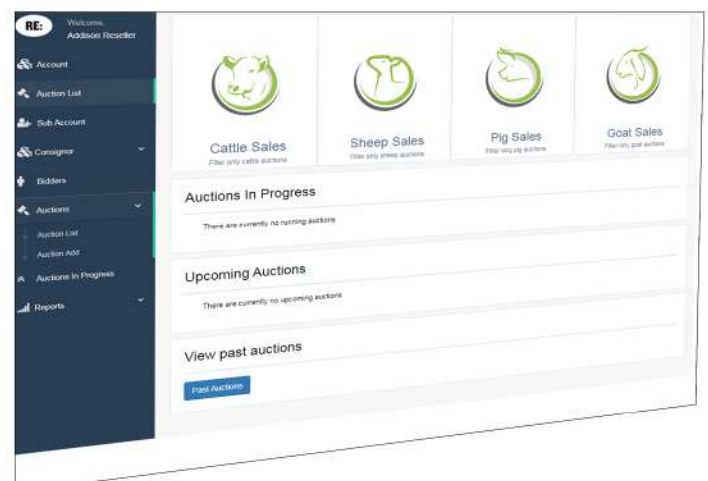 RE:
Welcome,
Addison Reseller
Account
Auction List
Sub Account
Consignor
Bidders
Auctions
Auction List
Auction Add
Auctions In Progress
Reports
Cattle Sales
Filter only cattle auctions
Sheep Sales
Filter only sheep auctions
Pig Sales
Filter only pig auctions
Goat Sales
Filter only goat auctions
Auctions In Progress
There are currently no running auctions
Upcoming Auctions
There are currently no upcoming auctions
View past auctions
Past Auctions